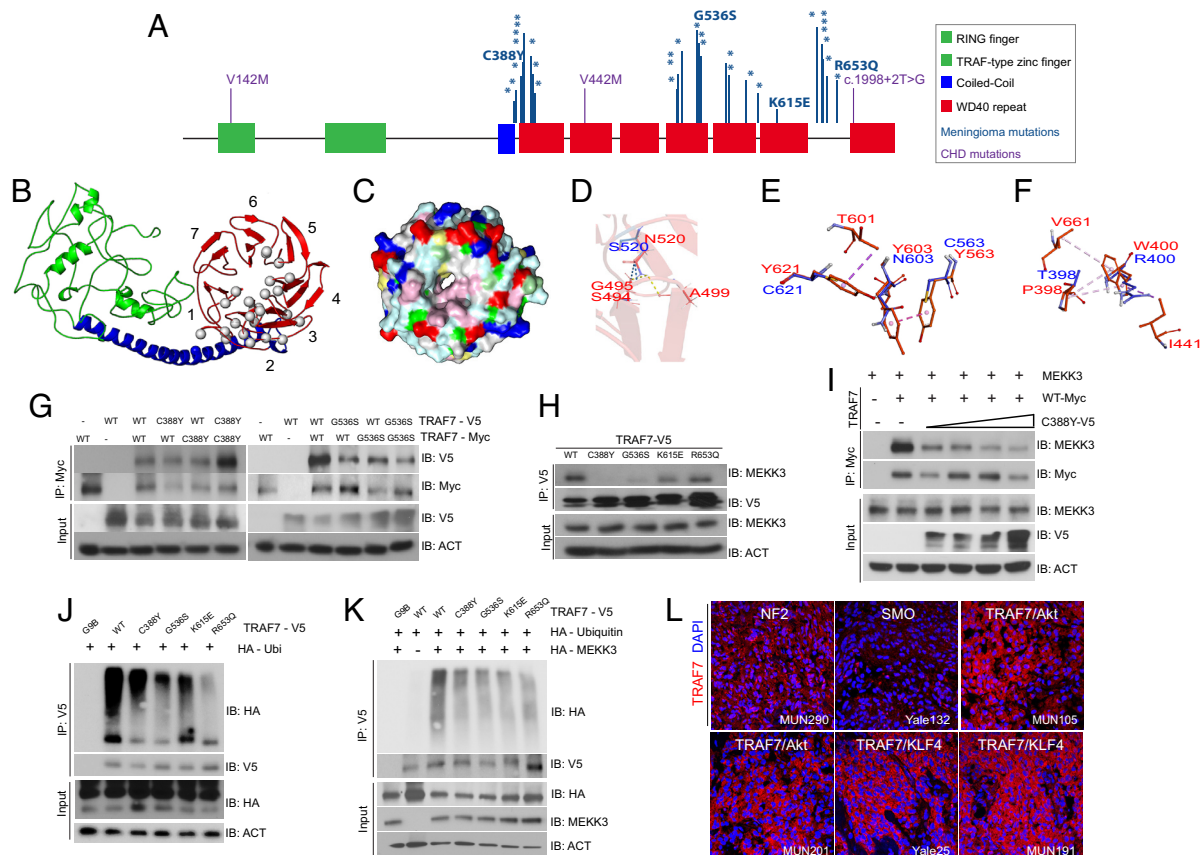 A
G536S
C388Y
R653Q
V142M
V442M
c.1998+2T>G
K615E
RING finger
TRAF-type zinc finger
Coiled-Coil
WD40 repeat
Meningioma mutations
CHD mutations
B
6
7
5
4
1
3
2
C
D
N520
S520
G495
S494
A499
E
T601
Y603
N603
C563
Y563
Y621
C621
F
V661
W400
R400
T398
P398
I441
G
- WT WT C388Y WT C388Y
WT - WT WT C388Y C388Y
- WT WT G536S WT G536S TRAF7 - V5
WT - WT WT G536S G536S TRAF7 - Myc
IP: Myc
IB: V5
IB: Myc
Input
IB: V5
IB: ACT
H
TRAF7-V5
WT C388Y G536S K615E R653Q
IP: V5
IB: MEKK3
IB: V5
Input
IB: MEKK3
IB: ACT
I
+ + + + + + MEKK3
TRAF7
- + + + + + WT-Myc
- - C388Y-V5
IP: Myc
IB: MEKK3
IB: Myc
Input
IB: MEKK3
IB: V5
IB: ACT
J
G9B WT C388Y G536S K615E R653Q TRAF7 - V5
+ + + + + + HA - Ubi
IP: V5
IB: HA
IB: V5
Input
IB: HA
IB: ACT
K
G9B WT WT C388Y G536S K615E R653Q TRAF7 - V5
+ + + + + + + HA - Ubiquitin
+ - + + + + + HA - MEKK3
IP: V5
IB: HA
IB: V5
Input
IB: HA
IB: MEKK3
IB: ACT
L
TRAF7 DAPI
NF2
MUN290
SMO
Yale132
TRAF7/Akt
MUN105
TRAF7/Akt
MUN201
TRAF7/KLF4
Yale25
TRAF7/KLF4
MUN191